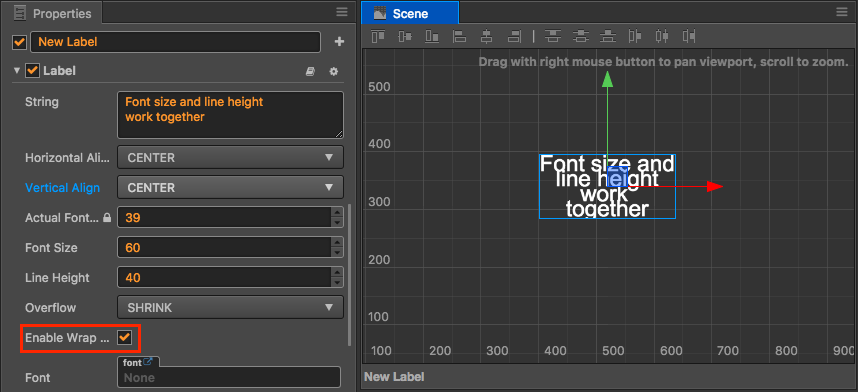 Properties
New Label
Label
String
Font size and line height
work together
Horizontal Ali...
CENTER
Vertical Align
CENTER
Actual Font...
39
Font Size
60
Line Height
40
Overflow
SHRINK
Enable Wrap ...
font
Font
None
Scene
Drag with right mouse button to pan viewport, scroll to zoom.
500
400
300
200
100
Font size and
line height
work
together
100
200
300
400
500
600
700
800
900
New Label